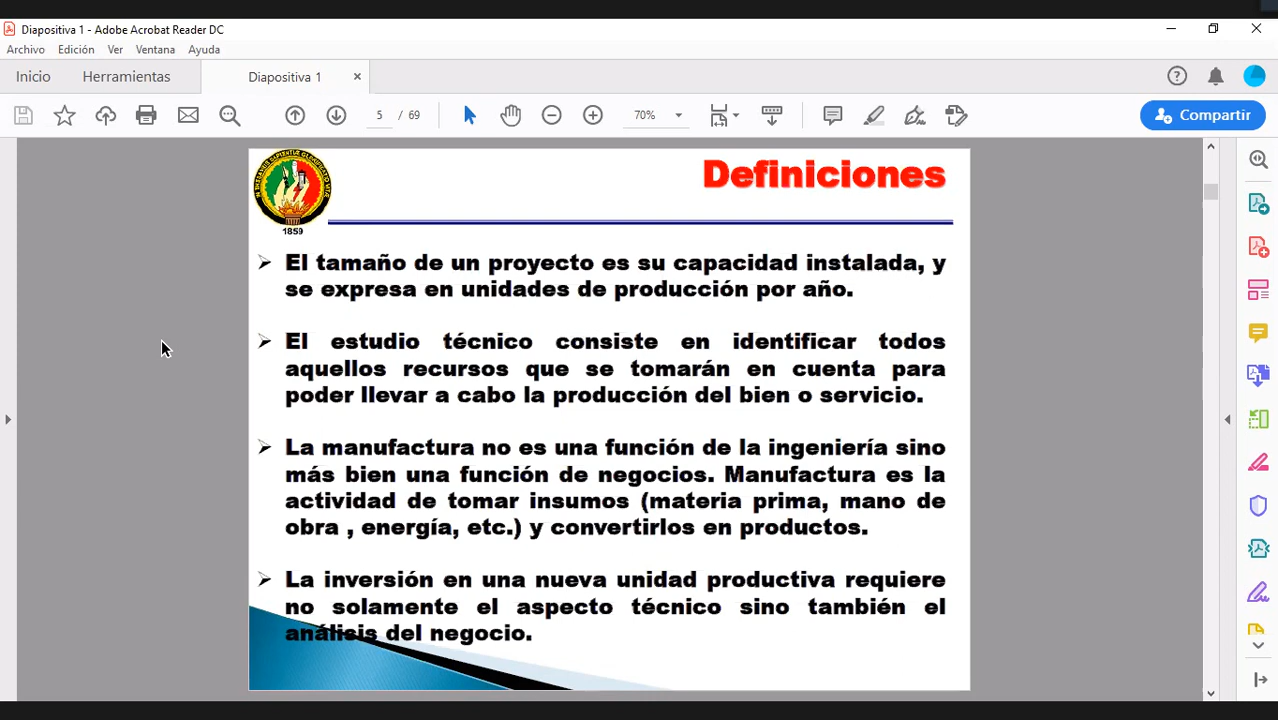 Diapositiva 1 - Adobe Acrobat Reader DC
Archivo Edición Ver Ventana Ayuda
Inicio Herramientas Diapositiva 1
5 / 69 70% Compartir
Definiciones
1859
El tamaño de un proyecto es su capacidad instalada, y
se expresa en unidades de producción por año.
El estudio técnico consiste en identificar todos
aquellos recursos que se tomarán en cuenta para
poder llevar a cabo la producción del bien o servicio.
La manufactura no es una función de la ingeniería sino
más bien una función de negocios. Manufactura es la
actividad de tomar insumos (materia prima, mano de
obra , energía, etc.) y convertirlos en productos.
La inversión en una nueva unidad productiva requiere
no solamente el aspecto técnico sino también el
análisis del negocio.